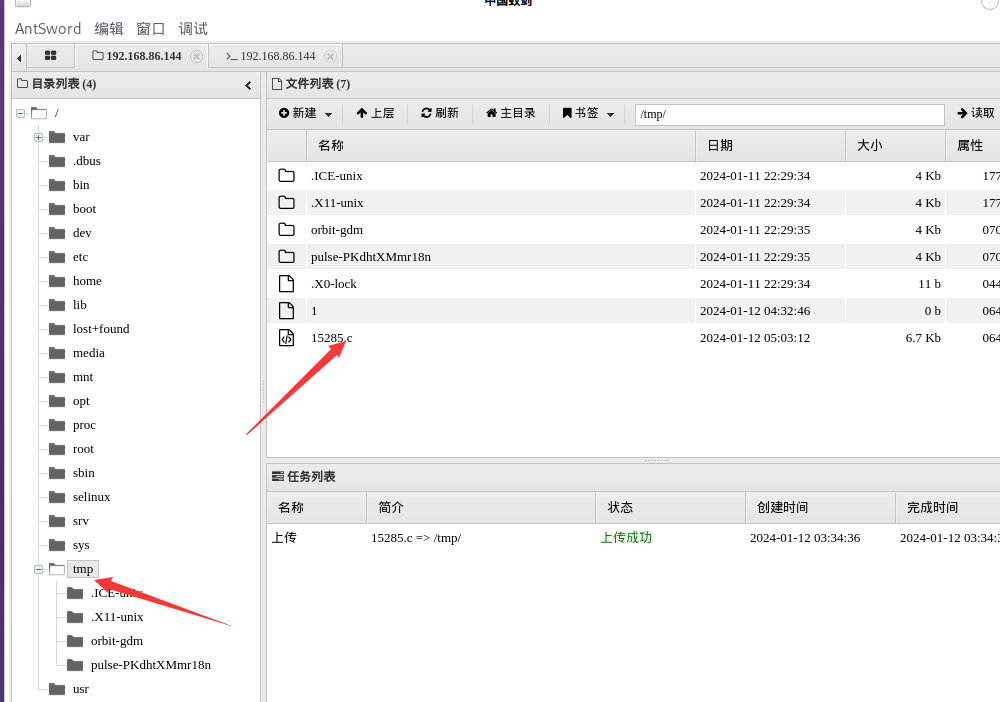 中国蚁剑
AntSword 编辑 窗口 调试
192.168.86.144 >_ 192.168.86.144
目录列表 (4)
/
var
.dbus
bin
boot
dev
etc
home
lib
lost+found
media
mnt
opt
proc
root
sbin
selinux
srv
sys
tmp
.ICE-unix
.X11-unix
orbit-gdm
pulse-PKdhtXMmr18n
usr
文件列表 (7)
新建 上层 刷新 主目录 书签 /tmp/ 读取
名称 日期 大小 属性
.ICE-unix 2024-01-11 22:29:34 4 Kb 177
.X11-unix 2024-01-11 22:29:34 4 Kb 177
orbit-gdm 2024-01-11 22:29:35 4 Kb 070
pulse-PKdhtXMmr18n 2024-01-11 22:29:35 4 Kb 070
.X0-lock 2024-01-11 22:29:34 11 b 044
1 2024-01-12 04:32:46 0 b 064
15285.c 2024-01-12 05:03:12 6.7 Kb 064
任务列表
名称 简介 状态 创建时间 完成时间
上传 15285.c => /tmp/ 上传成功 2024-01-12 03:34:36 2024-01-12 03:34:3